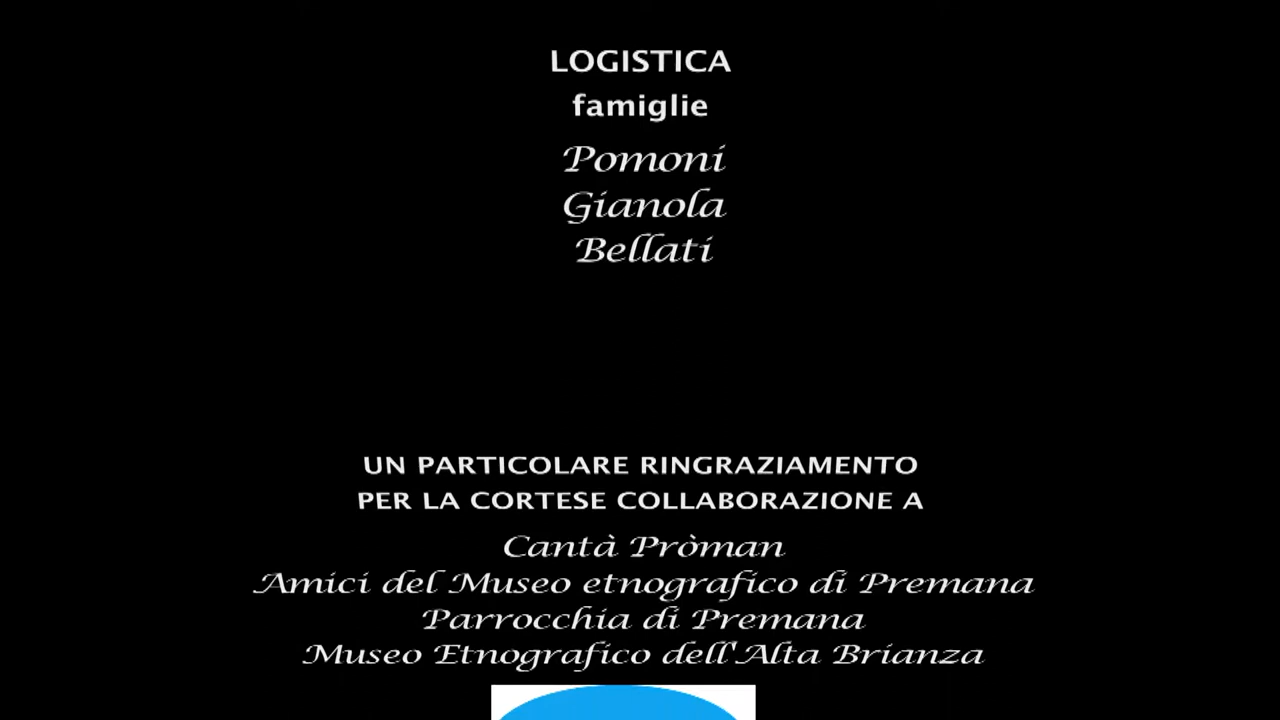 LOGISTICA
famiglie
Pomoni
Gianola
Bellati
UN PARTICOLARE RINGRAZIAMENTO
PER LA CORTESE COLLABORAZIONE A
Cantà Pròman
Amici del Museo etnografico di Premana
Parrocchia di Premana
Museo Etnografico dell'Alta Brianza